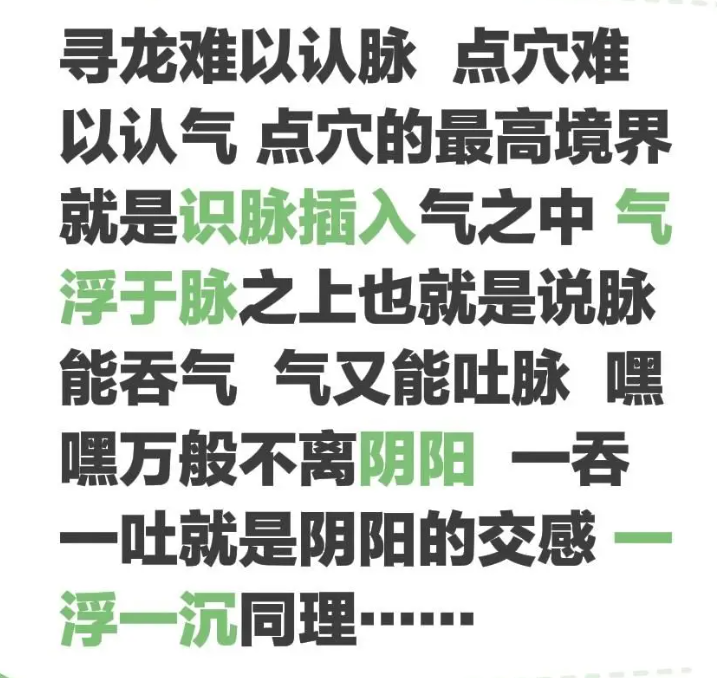 寻龙难以认脉 点穴难
以认气 点穴的最高境界
就是识脉插入气之中 气
浮于脉之上也就是说脉
能吞气 气又能吐脉 嘿
嘿万般不离阴阳 一吞
一吐就是阴阳的交感 一
浮一沉同理……